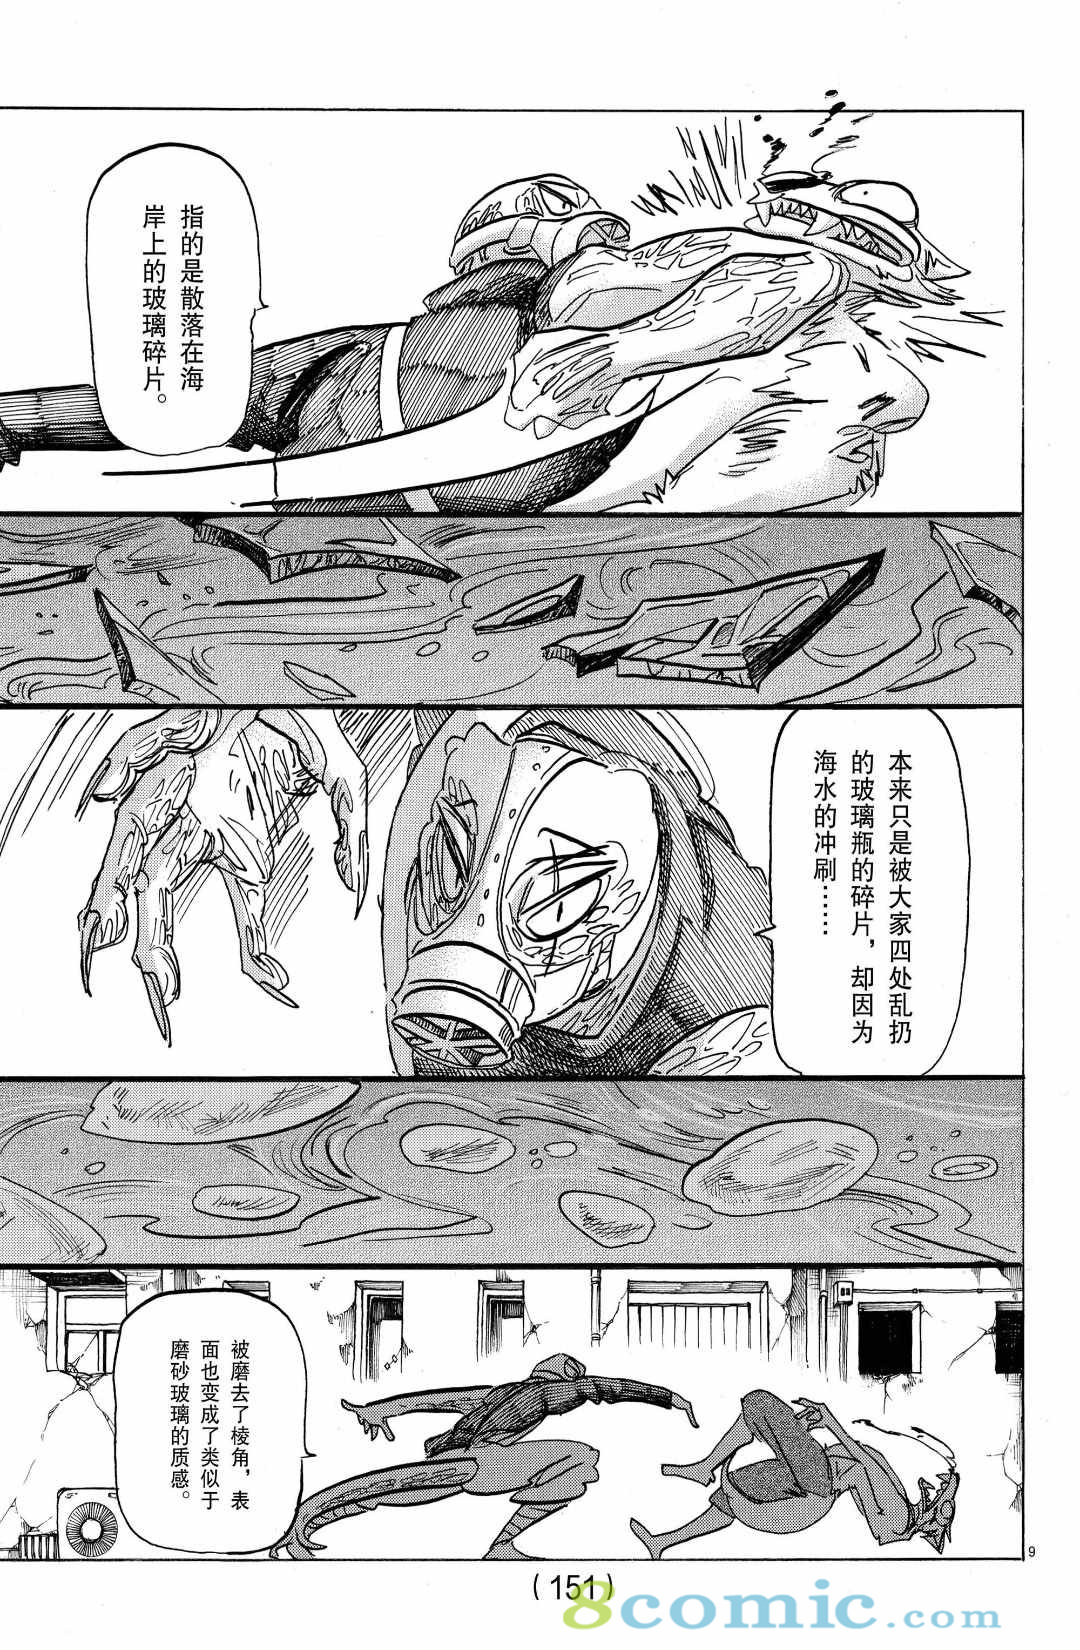 指的是散落在海
岸上的玻璃碎片。
本来只是被大家四处乱扔
的玻璃瓶的碎片，却因为
海水的冲刷……
被磨去了棱角，表
面也变成了类似于
磨砂玻璃的质感。
9
(151)
8comic.com